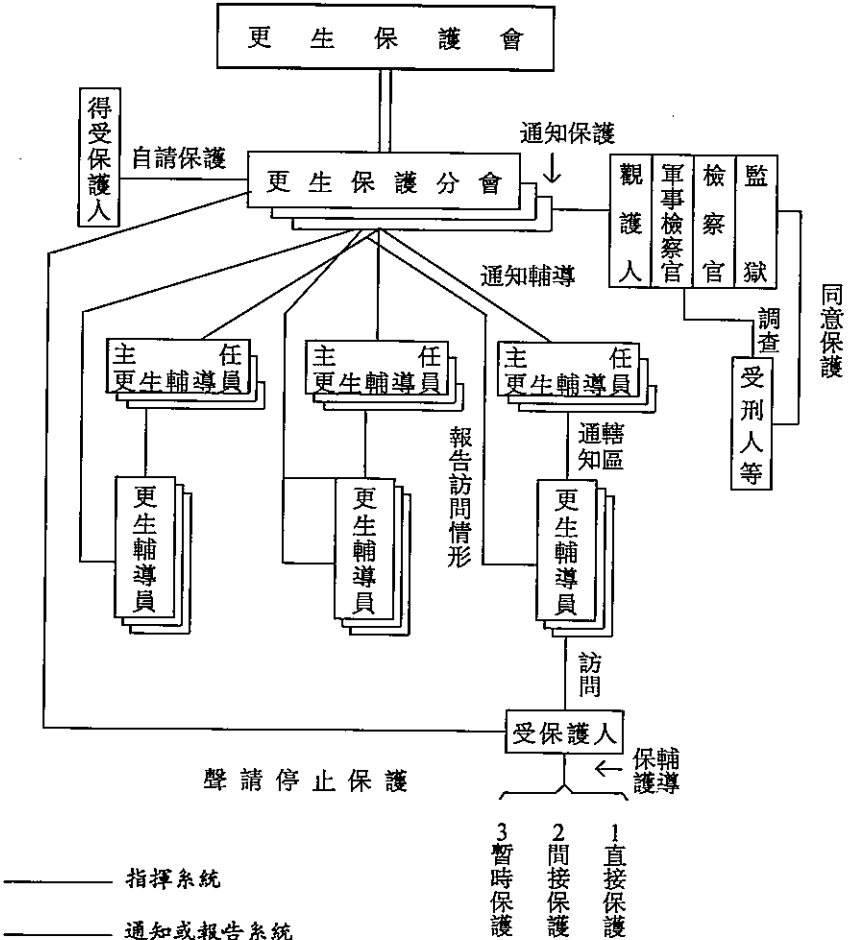 更生保護會
得受保護人
自請保護
更生保護分會
通知保護
觀護人
軍事檢察官
檢察官
監獄
同意保護
調查
受刑人等
通知輔導
主任
更生輔導員
主任
更生輔導員
主任
更生輔導員
報告訪問情形
通知
轄區
更生輔導員
更生輔導員
更生輔導員
訪問
受保護人
聲請停止保護
保護
輔導
1直接保護
2間接保護
3暫時保護
指揮系統
通知或報告系統